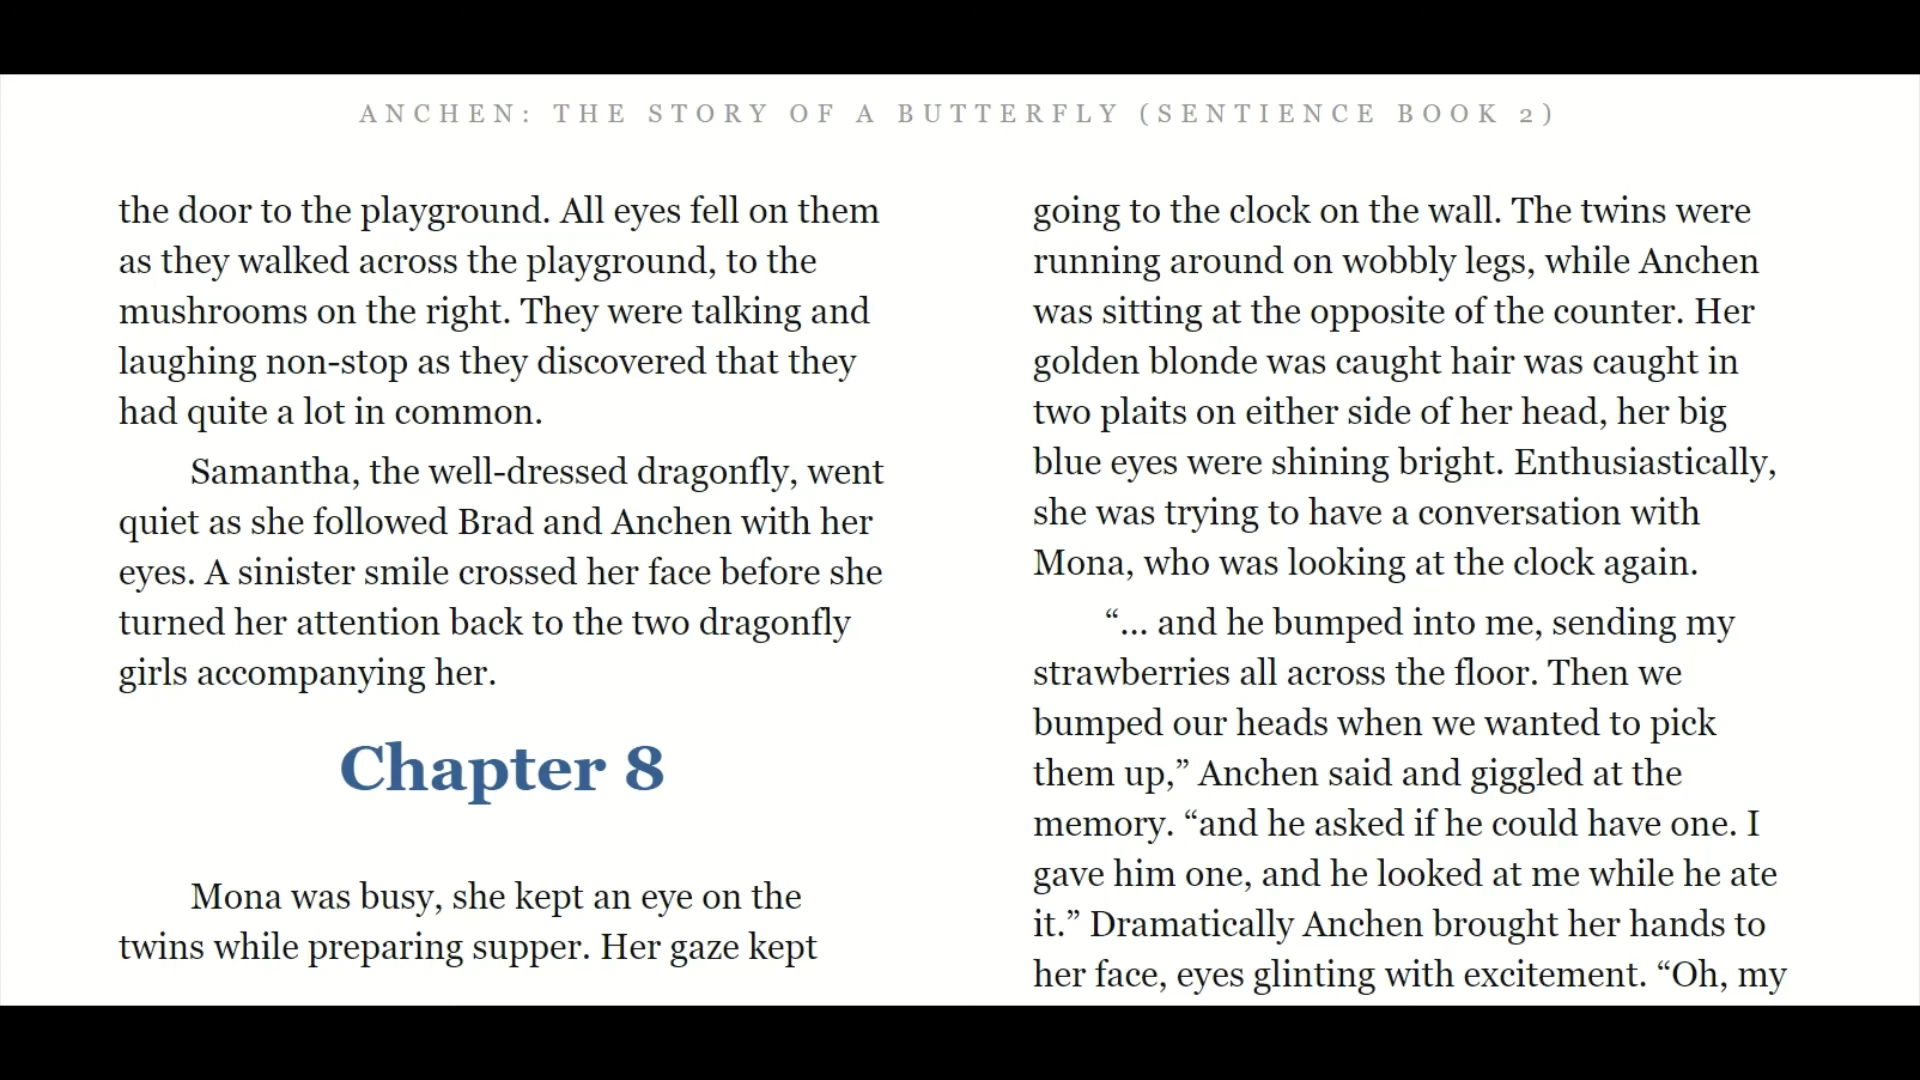 ANCHEN: THE STORY OF A BUTTERFLY (SENTIENCE BOOK 2)
the door to the playground. All eyes fell on them
as they walked across the playground, to the
mushrooms on the right. They were talking and
laughing non-stop as they discovered that they
had quite a lot in common.
Samantha, the well-dressed dragonfly, went
quiet as she followed Brad and Anchen with her
eyes. A sinister smile crossed her face before she
turned her attention back to the two dragonfly
girls accompanying her.
Chapter 8
Mona was busy, she kept an eye on the
twins while preparing supper. Her gaze kept
going to the clock on the wall. The twins were
running around on wobbly legs, while Anchen
was sitting at the opposite of the counter. Her
golden blonde was caught hair was caught in
two plaits on either side of her head, her big
blue eyes were shining bright. Enthusiastically,
she was trying to have a conversation with
Mona, who was looking at the clock again.
“... and he bumped into me, sending my
strawberries all across the floor. Then we
bumped our heads when we wanted to pick
them up,” Anchen said and giggled at the
memory. “and he asked if he could have one. I
gave him one, and he looked at me while he ate
it.” Dramatically Anchen brought her hands to
her face, eyes glinting with excitement. “Oh, my